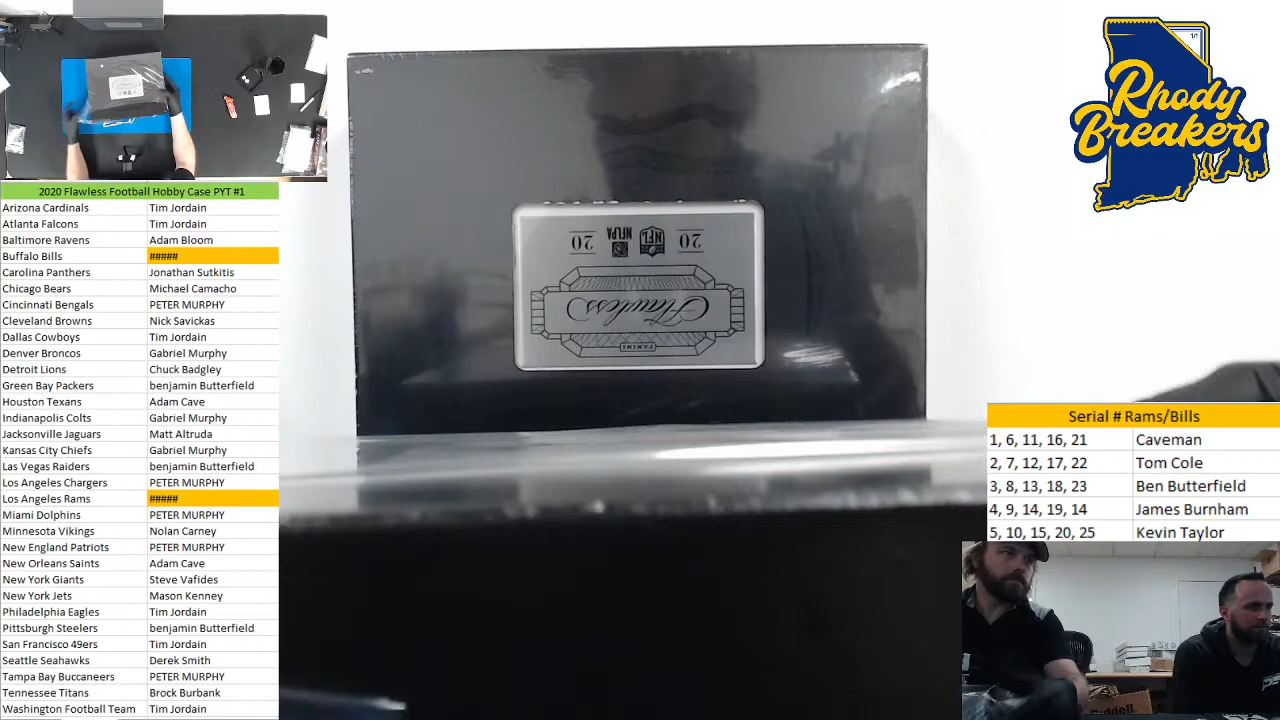 2020 Flawless Football Hobby Case PYT #1
Arizona Cardinals Tim Jordain
Atlanta Falcons Tim Jordain
Baltimore Ravens Adam Bloom
Buffalo Bills #####
Carolina Panthers Jonathan Sutkitis
Chicago Bears Michael Camacho
Cincinnati Bengals PETER MURPHY
Cleveland Browns Nick Savickas
Dallas Cowboys Tim Jordain
Denver Broncos Gabriel Murphy
Detroit Lions Chuck Badgley
Green Bay Packers benjamin Butterfield
Houston Texans Adam Cave
Indianapolis Colts Gabriel Murphy
Jacksonville Jaguars Matt Altruda
Kansas City Chiefs Gabriel Murphy
Las Vegas Raiders benjamin Butterfield
Los Angeles Chargers PETER MURPHY
Los Angeles Rams #####
Miami Dolphins PETER MURPHY
Minnesota Vikings Nolan Carney
New England Patriots PETER MURPHY
New Orleans Saints Adam Cave
New York Giants Steve Vafides
New York Jets Mason Kenney
Philadelphia Eagles Tim Jordain
Pittsburgh Steelers benjamin Butterfield
San Francisco 49ers Tim Jordain
Seattle Seahawks Derek Smith
Tampa Bay Buccaneers PETER MURPHY
Tennessee Titans Brock Burbank
Washington Football Team Tim Jordain
PANINI
Flawless
20 NFL NFLPA 20
1/1
Rhody
Breakers
Serial # Rams/Bills
1, 6, 11, 16, 21 Caveman
2, 7, 12, 17, 22 Tom Cole
3, 8, 13, 18, 23 Ben Butterfield
4, 9, 14, 19, 14 James Burnham
5, 10, 15, 20, 25 Kevin Taylor